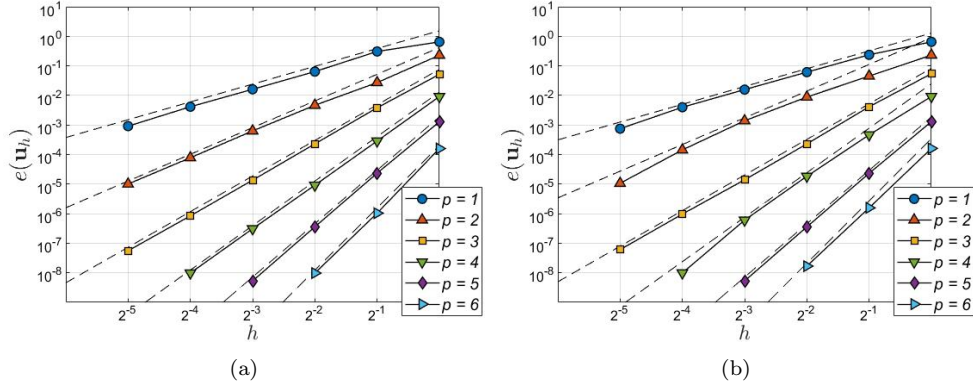 10^1
10^0
10^-1
10^-2
10^-3
10^-4
10^-5
10^-6
10^-7
10^-8
e(u_h)
2^-5 2^-4 2^-3 2^-2 2^-1
h
p = 1
p = 2
p = 3
p = 4
p = 5
p = 6
(a)
10^1
10^0
10^-1
10^-2
10^-3
10^-4
10^-5
10^-6
10^-7
10^-8
e(u_h)
2^-5 2^-4 2^-3 2^-2 2^-1
h
p = 1
p = 2
p = 3
p = 4
p = 5
p = 6
(b)